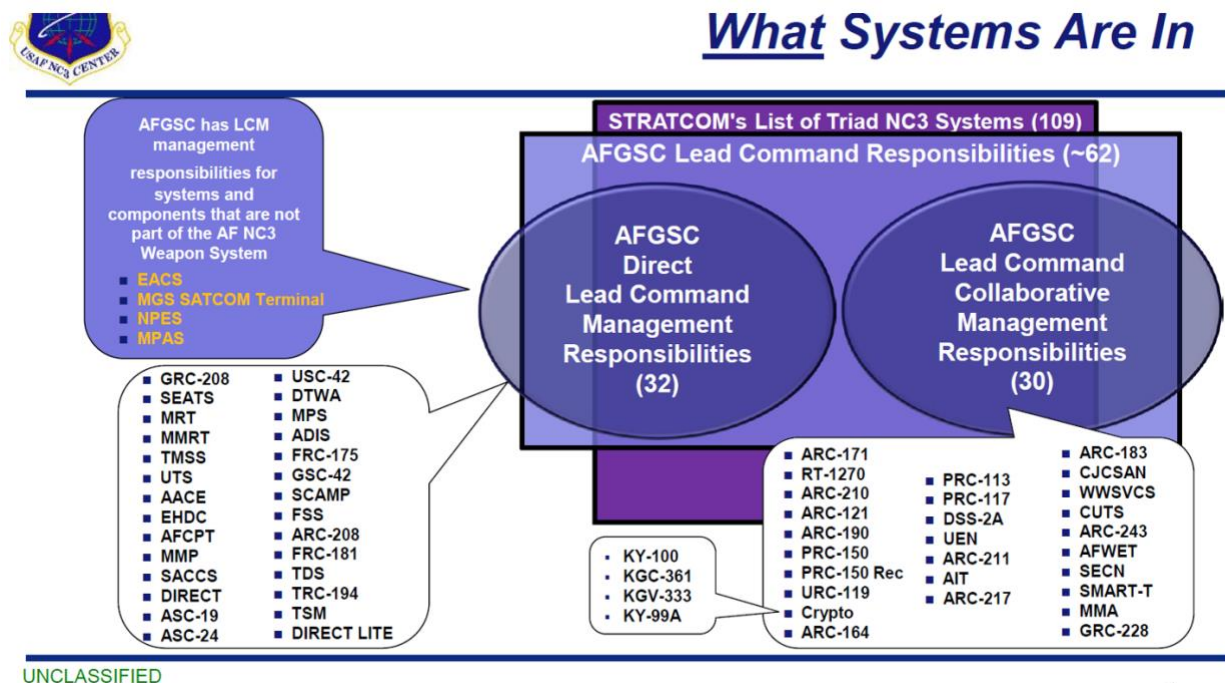 USAF NC3 CENTER
What Systems Are In
AFGSC has LCM
management
responsibilities for
systems and
components that are not
part of the AF NC3
Weapon System
EACS
MGS SATCOM Terminal
NPES
MPAS
STRATCOM's List of Triad NC3 Systems (109)
AFGSC Lead Command Responsibilities (~62)
AFGSC
Direct
Lead Command
Management
Responsibilities
(32)
AFGSC
Lead Command
Collaborative
Management
Responsibilities
(30)
GRC-208
SEATS
MRT
MMRT
TMSS
UTS
AACE
EHDC
AFCPT
MMP
SACCS
DIRECT
ASC-19
ASC-24
USC-42
DTWA
MPS
ADIS
FRC-175
GSC-42
SCAMP
FSS
ARC-208
FRC-181
TDS
TRC-194
TSM
DIRECT LITE
KY-100
KGC-361
KGV-333
KY-99A
ARC-171
RT-1270
ARC-210
ARC-121
ARC-190
PRC-150
PRC-150 Rec
URC-119
Crypto
ARC-164
PRC-113
PRC-117
DSS-2A
UEN
ARC-211
AIT
ARC-217
ARC-183
CJCSAN
WWSVCS
CUTS
ARC-243
AFWET
SECN
SMART-T
MMA
GRC-228
UNCLASSIFIED